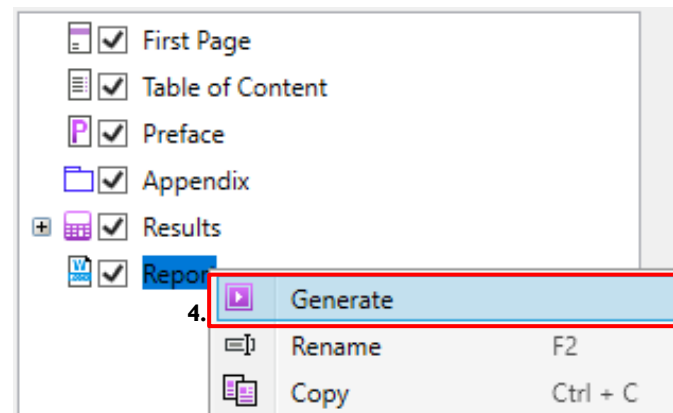 First Page
Table of Content
Preface
Appendix
Results
Repor
4.
Generate
Rename F2
Copy Ctrl + C